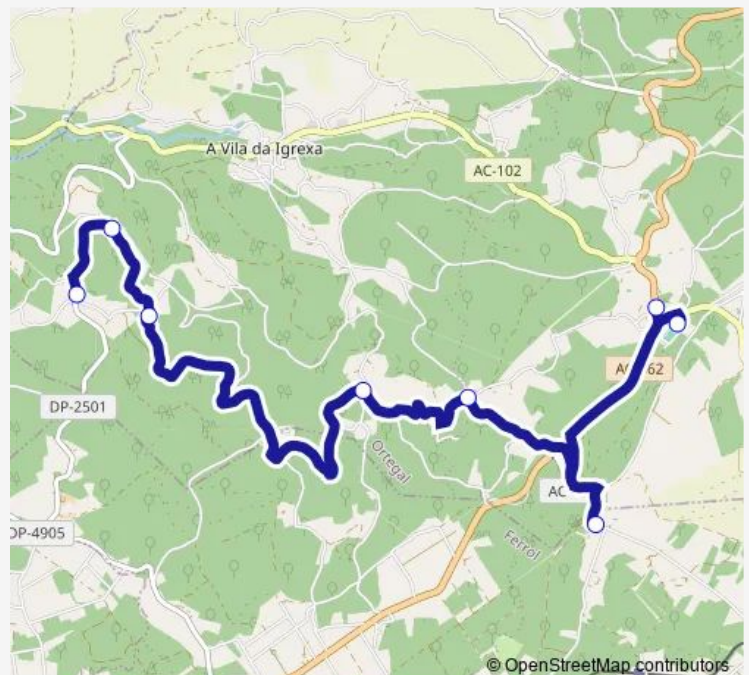 A Vila da Igrexa
AC-102
DP-2501
Ortegal
AC
DP-4905
Ferrol
© OpenStreetMap contributors